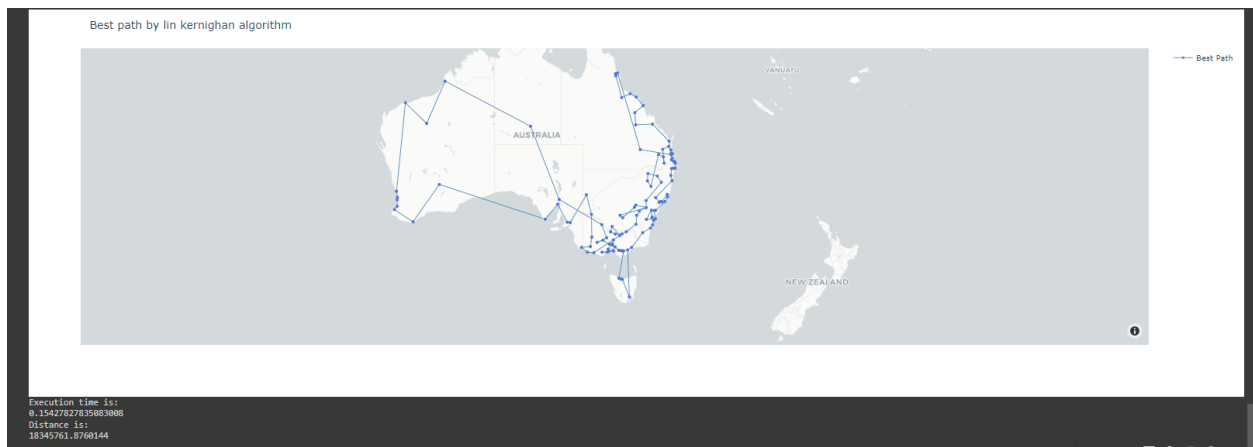 Best path by lin kernighan algorithm
Best Path
VANUATU
AUSTRALIA
NEW ZEALAND
Execution time is:
0.15427827835083008
Distance is:
18345761.8760144